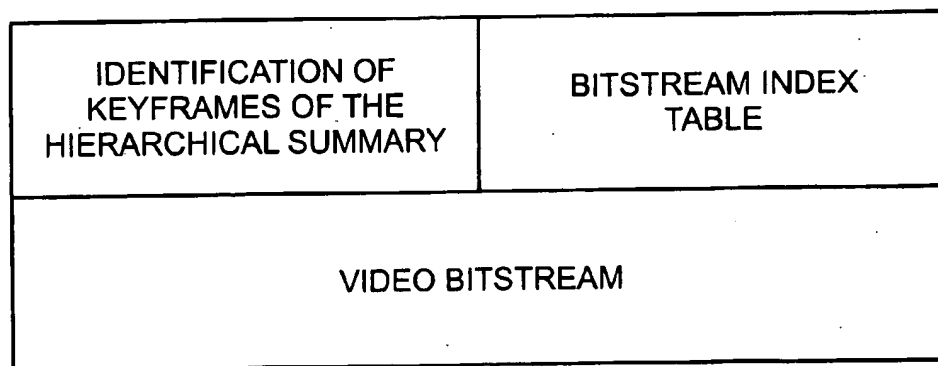 IDENTIFICATION OF
KEYFRAMES OF THE
HIERARCHICAL SUMMARY
BITSTREAM INDEX
TABLE
VIDEO BITSTREAM